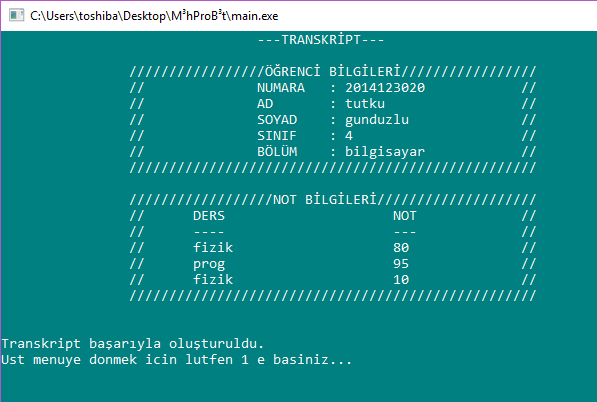 C:\Users\toshiba\Desktop\M³hProB³t\main.exe
---TRANSKRİPT---
/////////////////ÖĞRENCİ BİLGİLERİ/////////////////
// NUMARA : 2014123020 //
// AD : tutku //
// SOYAD : gunduzlu //
// SINIF : 4 //
// BÖLÜM : bilgisayar //
///////////////////////////////////////////////////
//////////////////NOT BİLGİLERİ////////////////////
// DERS NOT //
// ---- --- //
// fizik 80 //
// prog 95 //
// fizik 10 //
///////////////////////////////////////////////////
Transkript başarıyla oluşturuldu.
Ust menuye donmek icin lutfen 1 e basiniz...